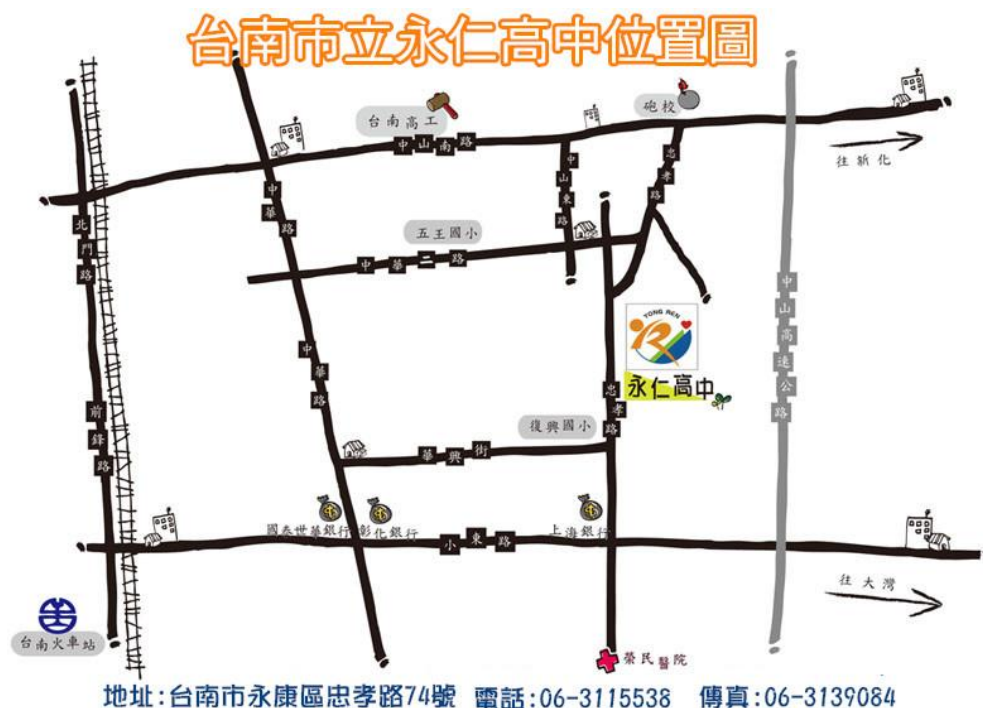 台南市立永仁高中位置圖
砲校
台南高工
中山南路
往新化
中山東路
忠孝路
中華路
北門路
五王國小
中華二路
中山高速公路
YONG REN
永仁高中
中華路
忠孝路
前鋒路
復興國小
華興街
國泰世華銀行
彰化銀行
上海銀行
小東路
往大灣
台南火車站
榮民醫院
地址:台南市永康區忠孝路74號 電話:06-3115538 傳真:06-3139084